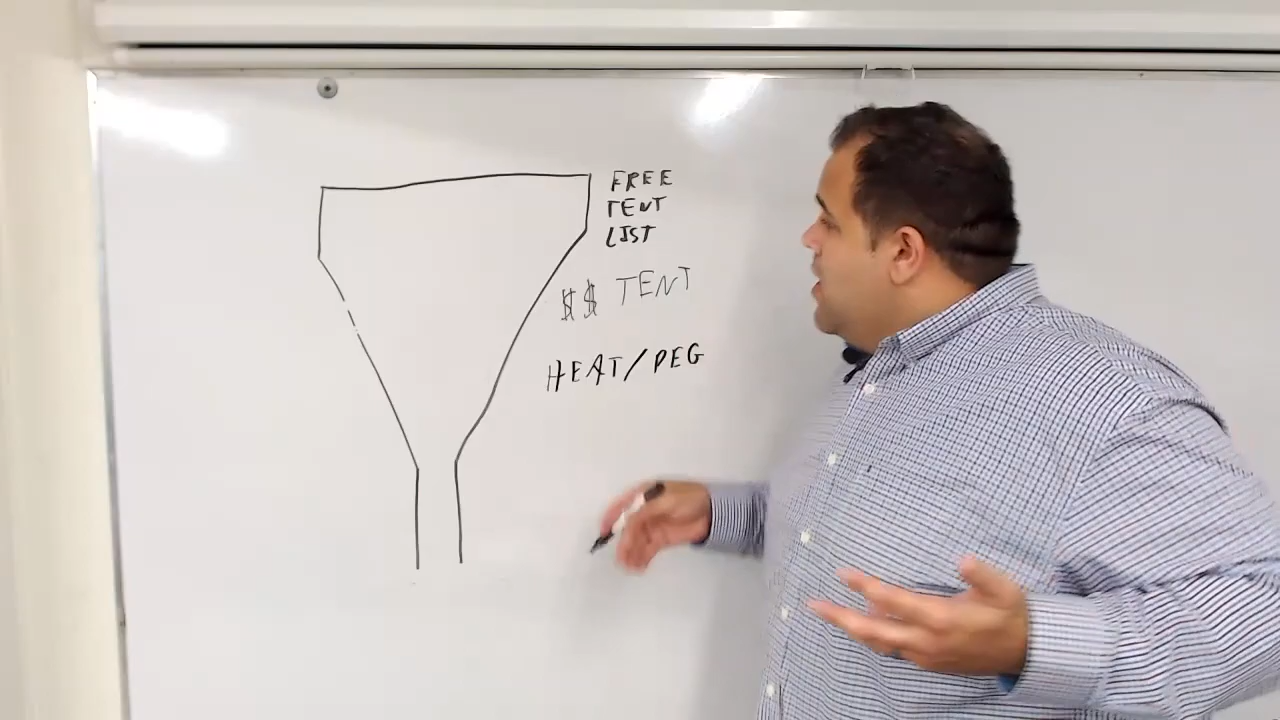 FREE
TENT
LIST
$$ TENT
HEAT/PEG